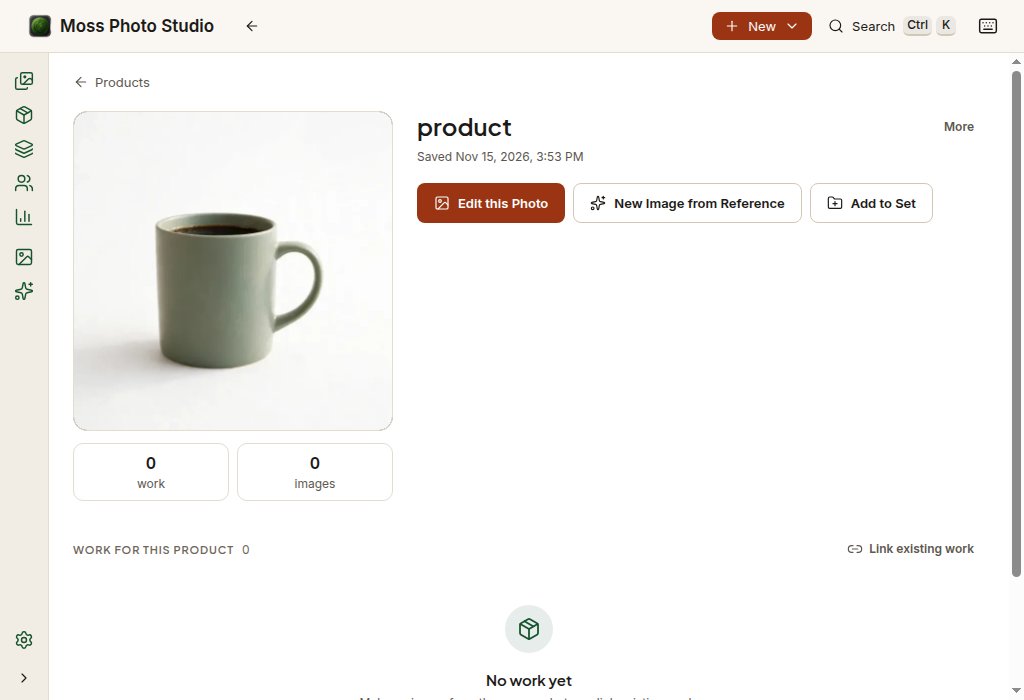 Moss Photo Studio
New
Search Ctrl K
Products
product
More
Saved Nov 15, 2026, 3:53 PM
Edit this Photo
New Image from Reference
Add to Set
0
work
0
images
WORK FOR THIS PRODUCT 0
Link existing work
No work yet